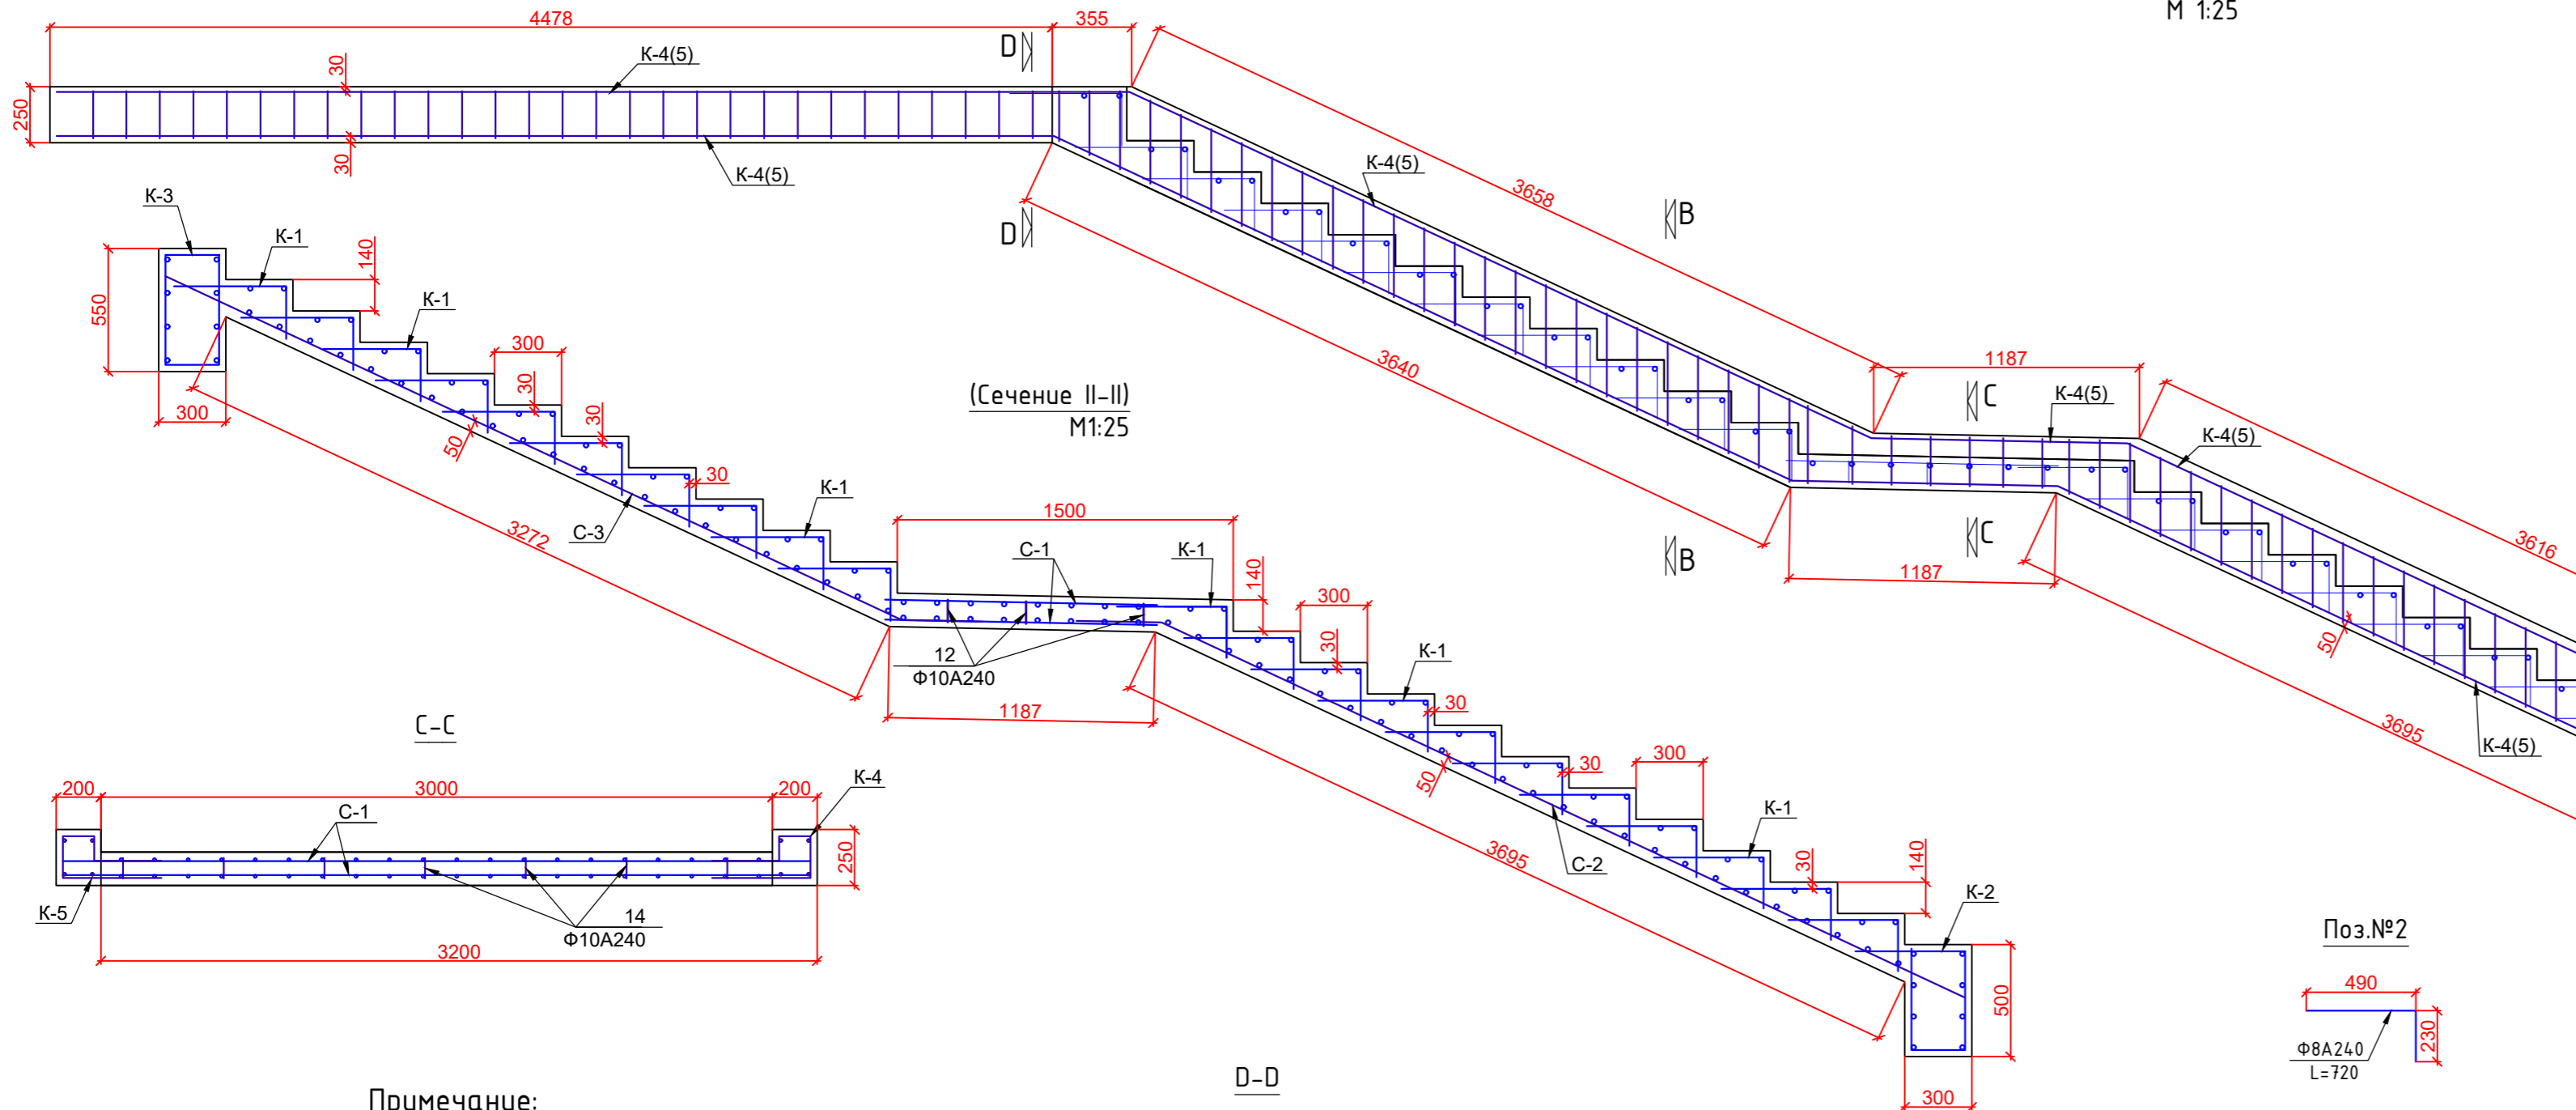 М 1:25
4478
355
D
30
К-4(5)
250
30
К-4(5)
D
3658
К-4(5)
B
3640
B
1187
C
К-4(5)
К-4(5)
C
1187
3616
50
3695
К-4(5)
К-3
К-1
140
К-1
550
300
300
30
30
30
50
(Сечение II-II)
М1:25
К-1
С-3
3272
1500
С-1
К-1
140
300
30
12
Ф10А240
1187
К-1
30
50
30
300
3695
С-2
К-1
30
140
К-2
500
300
С-С
200
3000
200
К-4
С-1
250
К-5
14
Ф10А240
3200
Поз.№2
490
230
Ф8А240
L=720
D-D
Примечание: